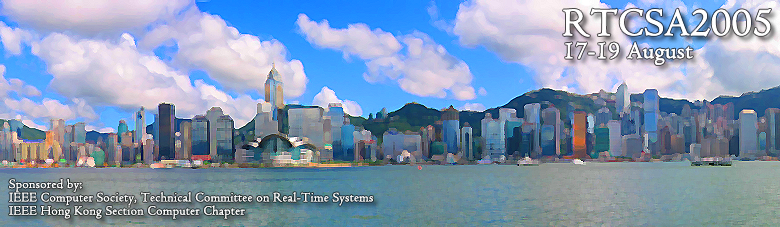 RTCSA2005
17-19 August
Sponsored by:
IEEE Computer Society, Technical Committee on Real-Time Systems
IEEE Hong Kong Section Computer Chapter